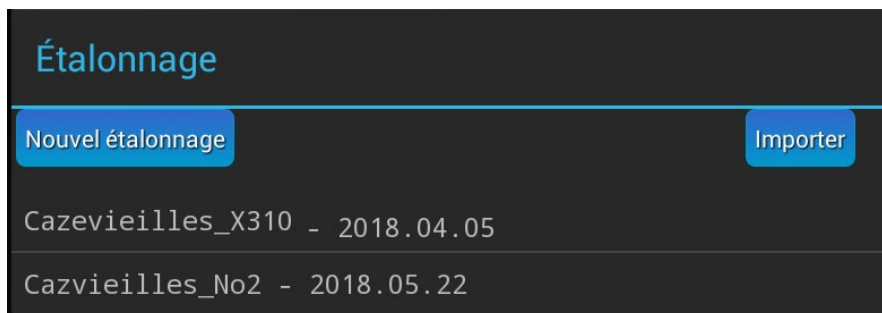 Étalonnage
Nouvel étalonnage Importer
Cazevieilles_X310 - 2018.04.05
Cazvieilles_No2 - 2018.05.22